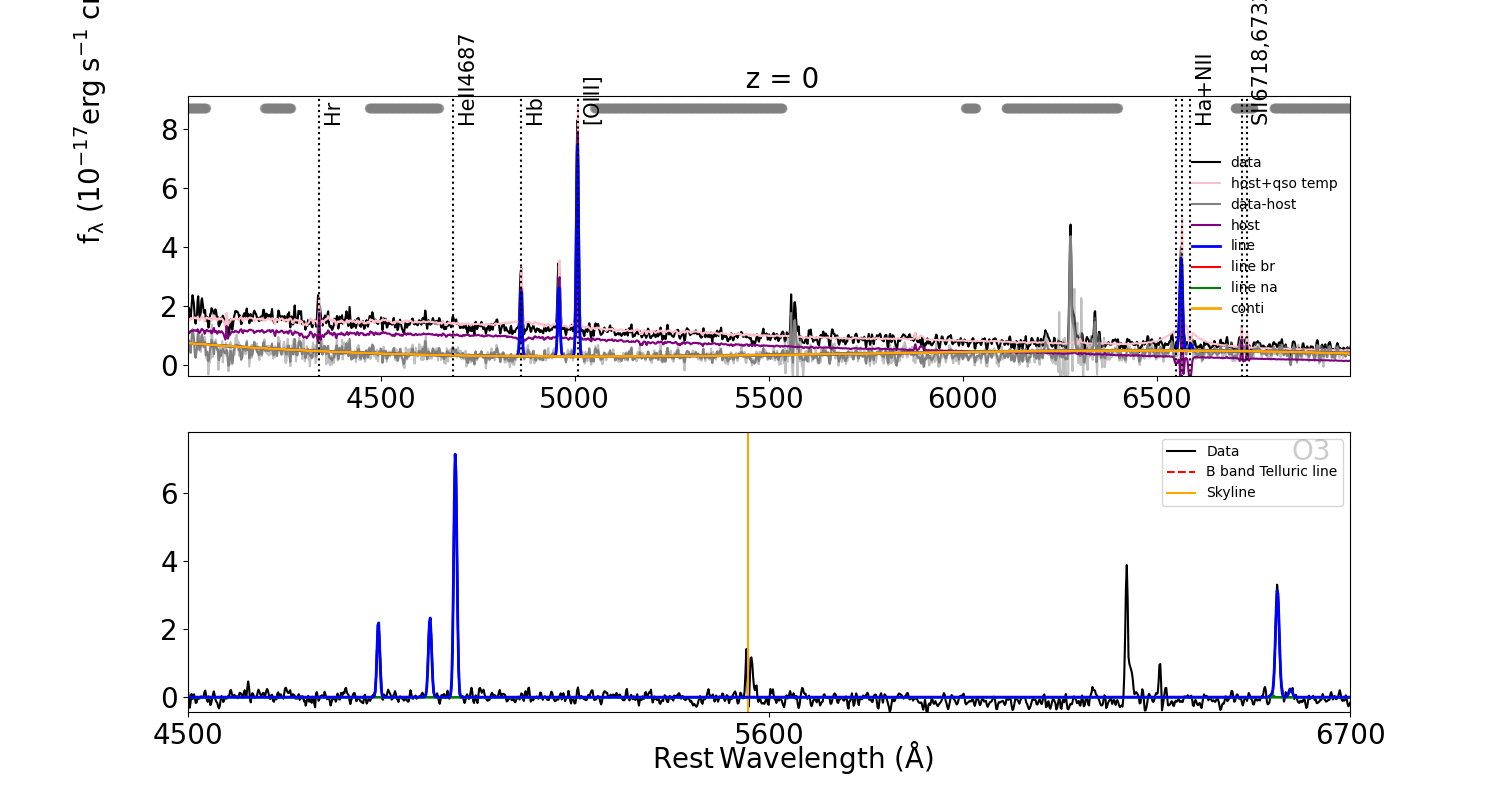 z = 0
Hr
HeII4687
Hb
[OIII]
Ha+NII
SII6718,673
fλ (10⁻¹⁷erg s⁻¹ c
8
6
4
2
0
data
host+qso temp
data-host
host
line
line br
line na
conti
4500
5000
5500
6000
6500
O3
Data
B band Telluric line
Skyline
6
4
2
0
4500
5600
6700
Rest Wavelength (Å)